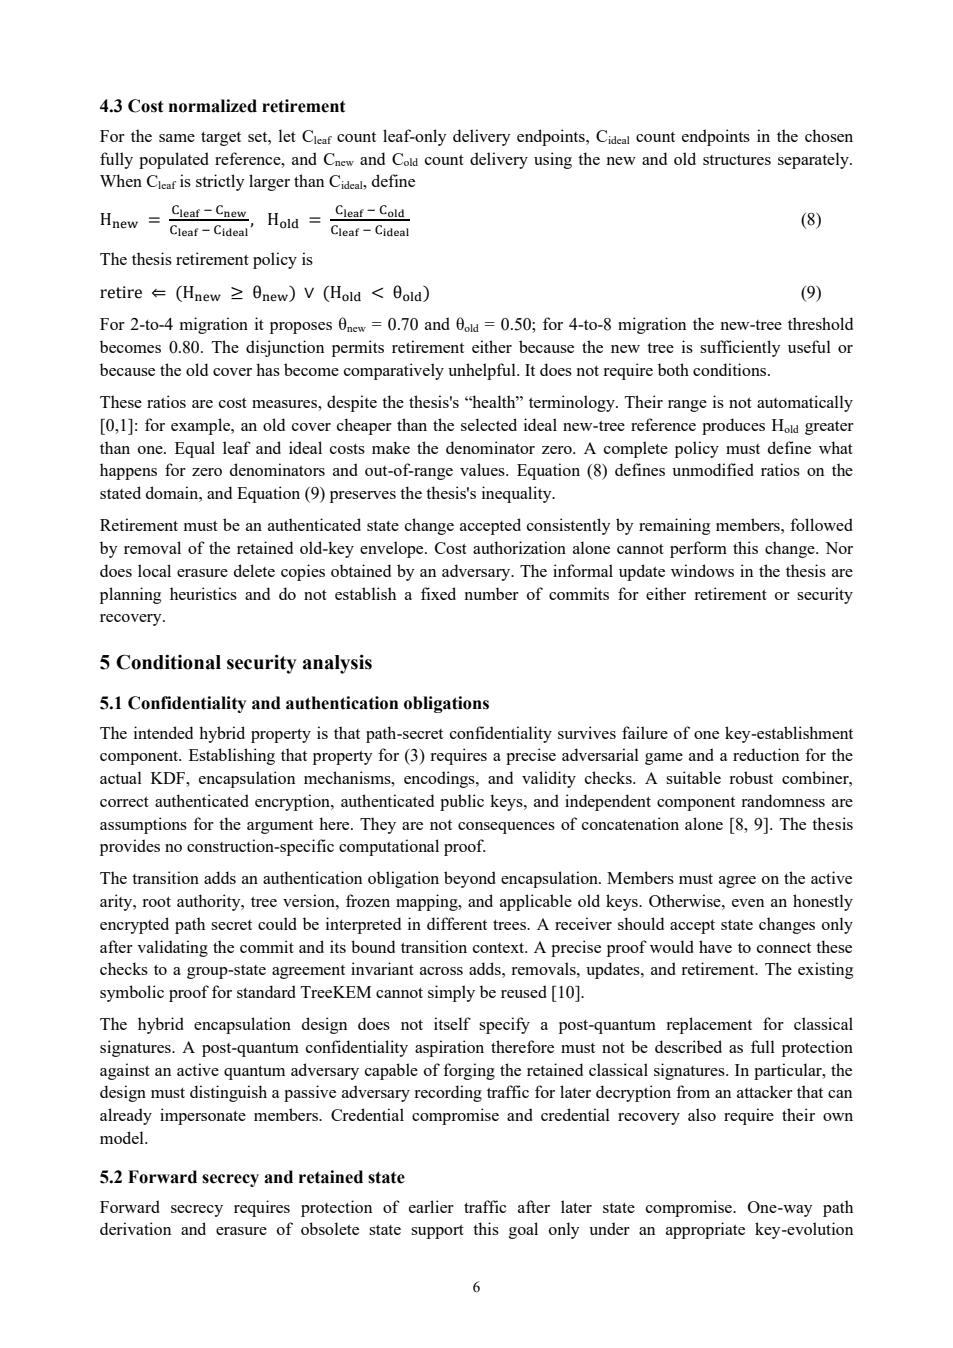 4.3 Cost normalized retirement
For the same target set, let Cleaf count leaf-only delivery endpoints, Cideal count endpoints in the chosen
fully populated reference, and Cnew and Cold count delivery using the new and old structures separately.
When Cleaf is strictly larger than Cideal, define
Hnew = (Cleaf − Cnew)/(Cleaf − Cideal), Hold = (Cleaf − Cold)/(Cleaf − Cideal) (8)
The thesis retirement policy is
retire ⇐ (Hnew ≥ θnew) ∨ (Hold < θold) (9)
For 2-to-4 migration it proposes θnew = 0.70 and θold = 0.50; for 4-to-8 migration the new-tree threshold
becomes 0.80. The disjunction permits retirement either because the new tree is sufficiently useful or
because the old cover has become comparatively unhelpful. It does not require both conditions.
These ratios are cost measures, despite the thesis's “health” terminology. Their range is not automatically
[0,1]: for example, an old cover cheaper than the selected ideal new-tree reference produces Hold greater
than one. Equal leaf and ideal costs make the denominator zero. A complete policy must define what
happens for zero denominators and out-of-range values. Equation (8) defines unmodified ratios on the
stated domain, and Equation (9) preserves the thesis's inequality.
Retirement must be an authenticated state change accepted consistently by remaining members, followed
by removal of the retained old-key envelope. Cost authorization alone cannot perform this change. Nor
does local erasure delete copies obtained by an adversary. The informal update windows in the thesis are
planning heuristics and do not establish a fixed number of commits for either retirement or security
recovery.
5 Conditional security analysis
5.1 Confidentiality and authentication obligations
The intended hybrid property is that path-secret confidentiality survives failure of one key-establishment
component. Establishing that property for (3) requires a precise adversarial game and a reduction for the
actual KDF, encapsulation mechanisms, encodings, and validity checks. A suitable robust combiner,
correct authenticated encryption, authenticated public keys, and independent component randomness are
assumptions for the argument here. They are not consequences of concatenation alone [8, 9]. The thesis
provides no construction-specific computational proof.
The transition adds an authentication obligation beyond encapsulation. Members must agree on the active
arity, root authority, tree version, frozen mapping, and applicable old keys. Otherwise, even an honestly
encrypted path secret could be interpreted in different trees. A receiver should accept state changes only
after validating the commit and its bound transition context. A precise proof would have to connect these
checks to a group-state agreement invariant across adds, removals, updates, and retirement. The existing
symbolic proof for standard TreeKEM cannot simply be reused [10].
The hybrid encapsulation design does not itself specify a post-quantum replacement for classical
signatures. A post-quantum confidentiality aspiration therefore must not be described as full protection
against an active quantum adversary capable of forging the retained classical signatures. In particular, the
design must distinguish a passive adversary recording traffic for later decryption from an attacker that can
already impersonate members. Credential compromise and credential recovery also require their own
model.
5.2 Forward secrecy and retained state
Forward secrecy requires protection of earlier traffic after later state compromise. One-way path
derivation and erasure of obsolete state support this goal only under an appropriate key-evolution
6